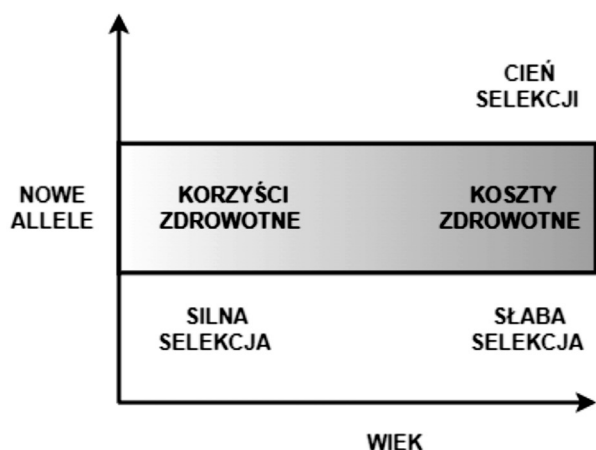 CIEŃ
SELEKCJI
NOWE
ALLELE
KORZYŚCI
ZDROWOTNE
KOSZTY
ZDROWOTNE
SILNA
SELEKCJA
SŁABA
SELEKCJA
WIEK